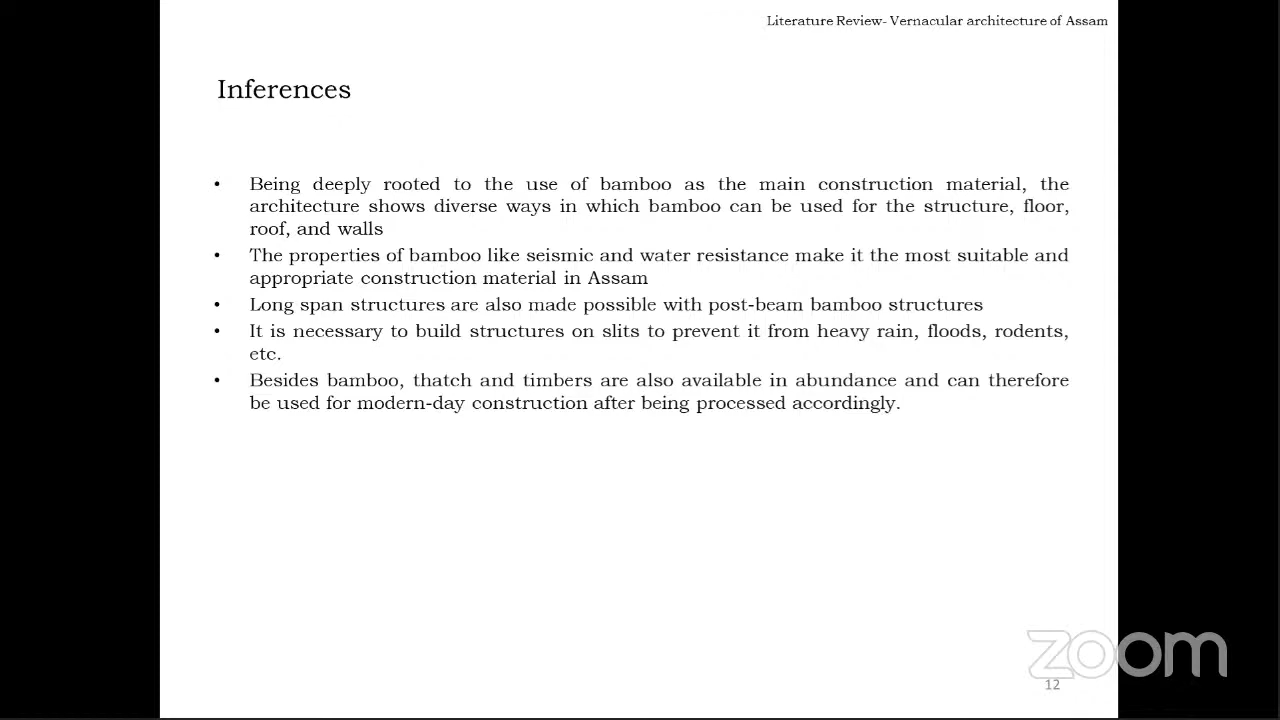 Literature Review- Vernacular architecture of Assam
Inferences
• Being deeply rooted to the use of bamboo as the main construction material, the
architecture shows diverse ways in which bamboo can be used for the structure, floor,
roof, and walls
• The properties of bamboo like seismic and water resistance make it the most suitable and
appropriate construction material in Assam
• Long span structures are also made possible with post-beam bamboo structures
• It is necessary to build structures on slits to prevent it from heavy rain, floods, rodents,
etc.
• Besides bamboo, thatch and timbers are also available in abundance and can therefore
be used for modern-day construction after being processed accordingly.
zoom
12